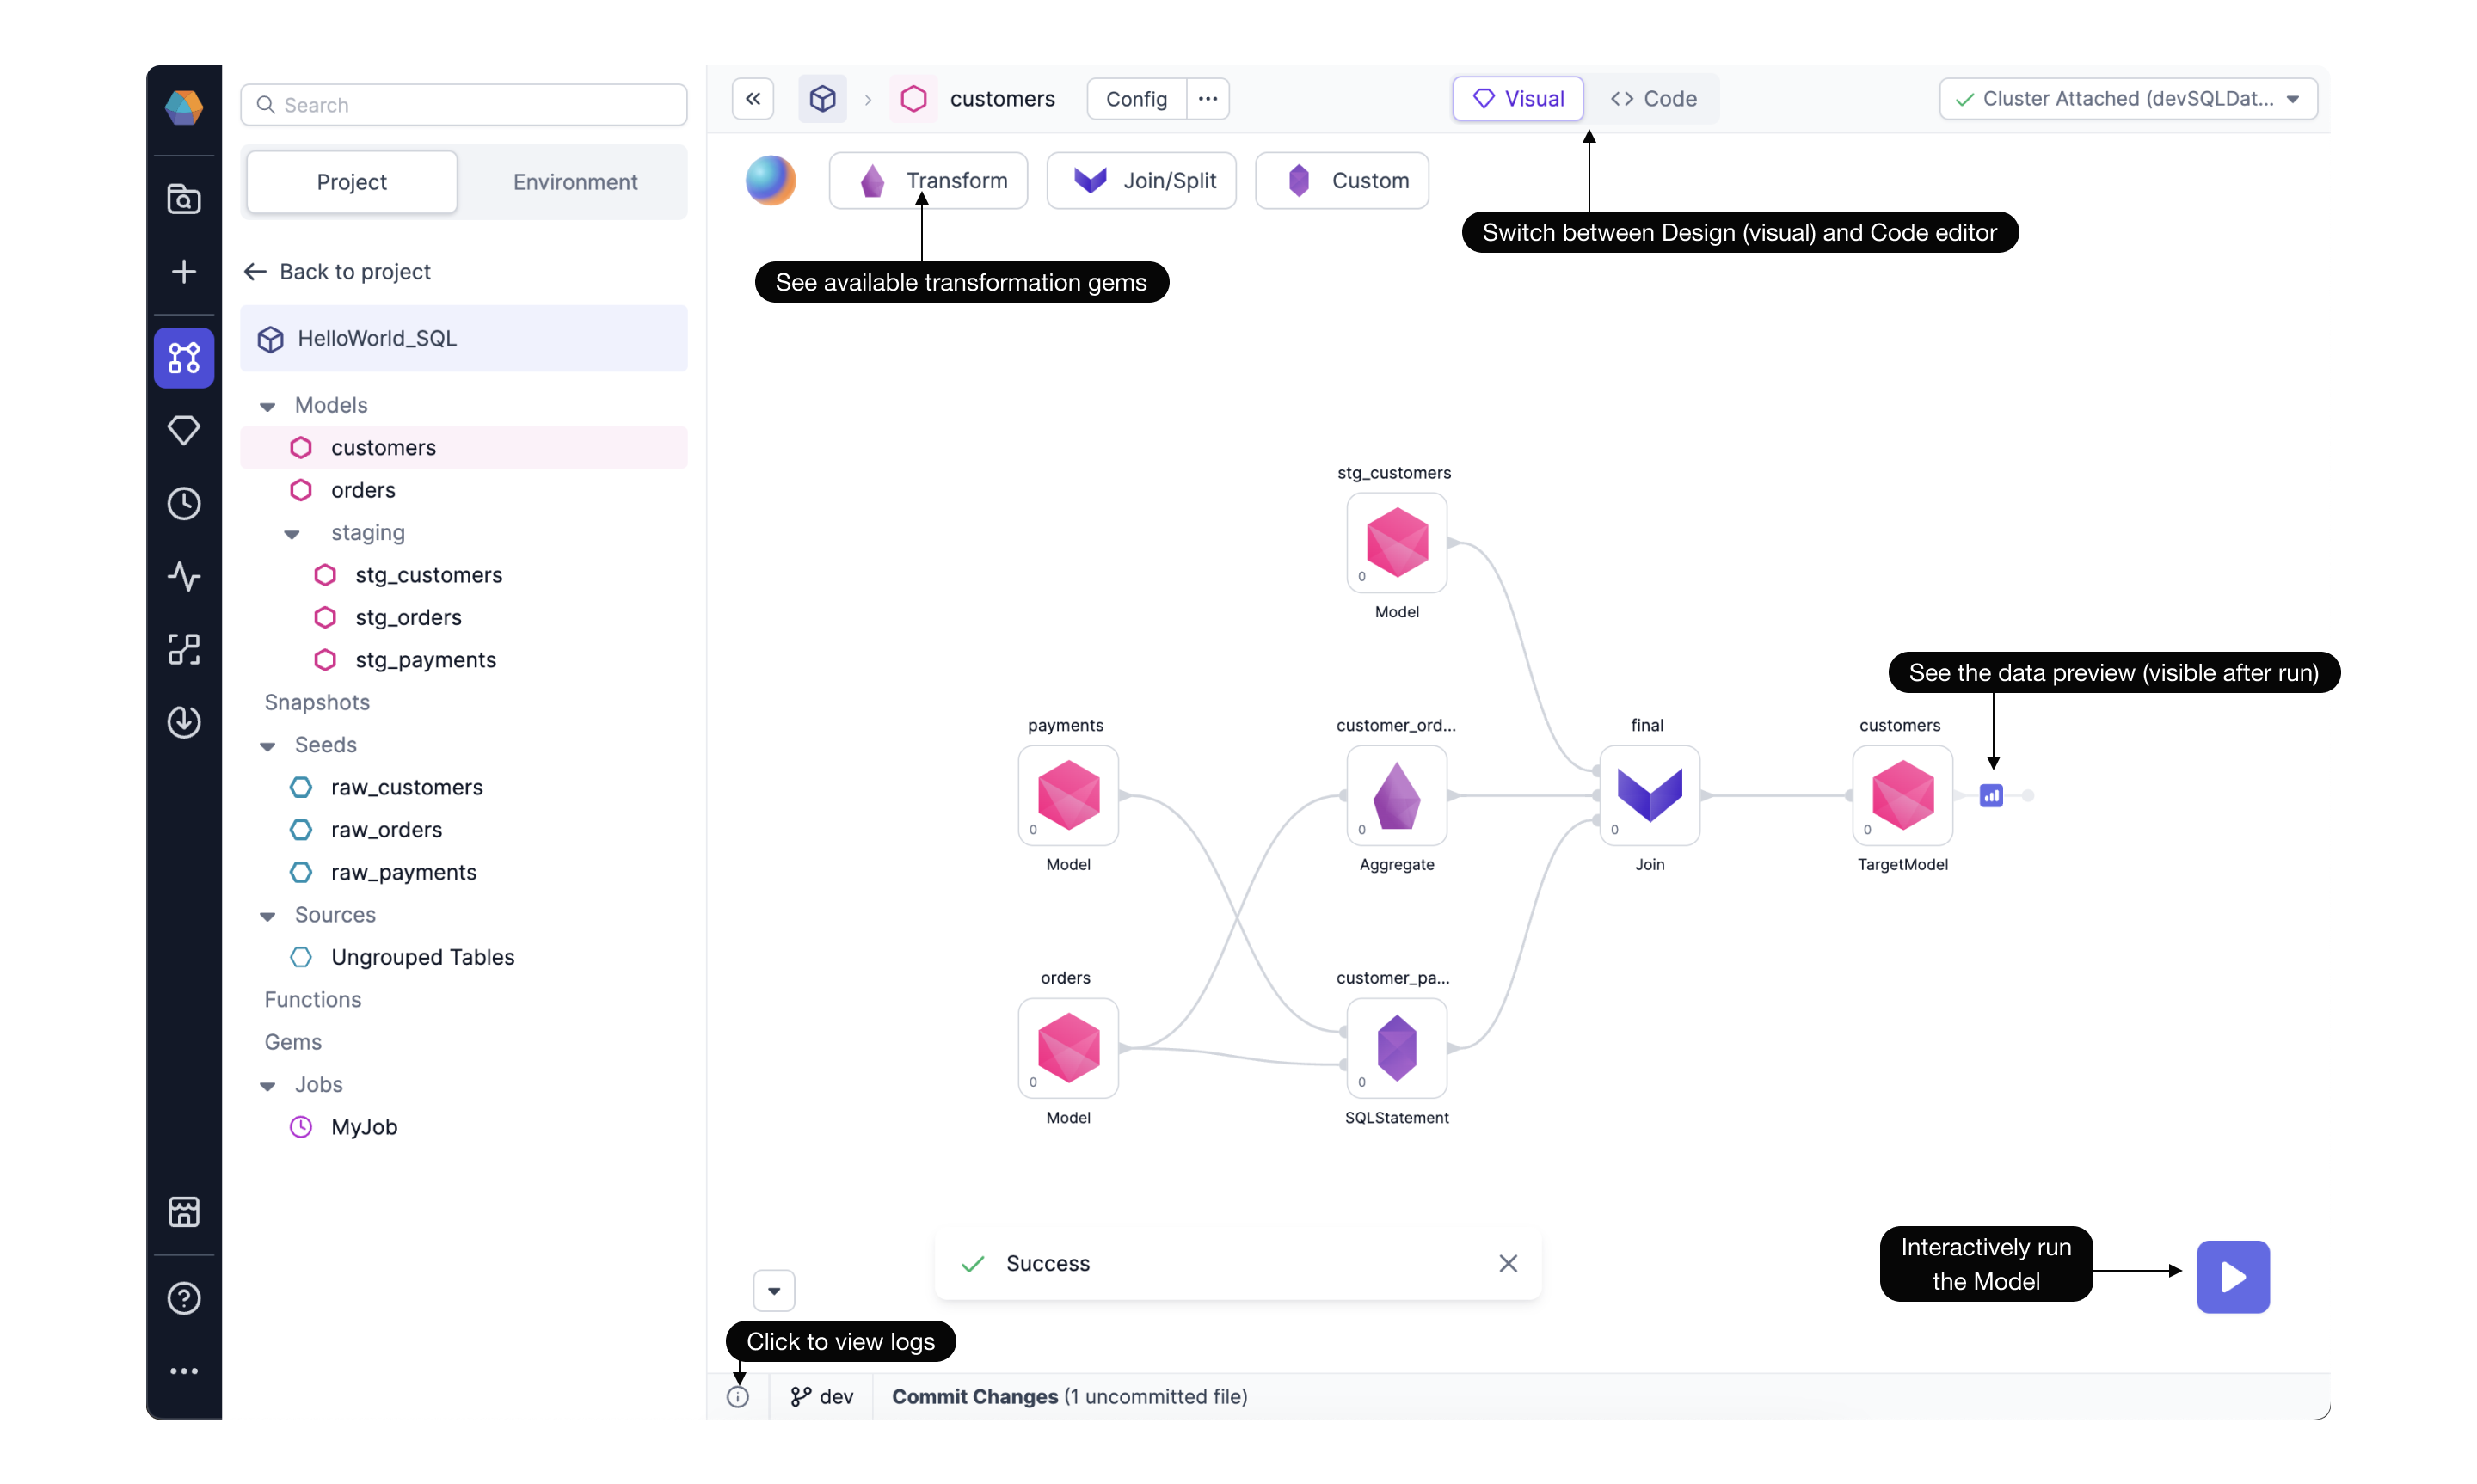 Search
Project
Environment
Back to project
HelloWorld_SQL
Models
customers
orders
staging
stg_customers
stg_orders
stg_payments
Snapshots
Seeds
raw_customers
raw_orders
raw_payments
Sources
Ungrouped Tables
Functions
Gems
Jobs
MyJob
customers
Config
Visual
Code
Cluster Attached (devSQLDat...
Transform
Join/Split
Custom
Switch between Design (visual) and Code editor
See available transformation gems
stg_customers
0
Model
See the data preview (visible after run)
payments
0
Model
customer_ord...
0
Aggregate
final
0
Join
customers
0
TargetModel
orders
0
Model
customer_pa...
0
SQLStatement
Success
Interactively run
the Model
Click to view logs
dev
Commit Changes (1 uncommitted file)